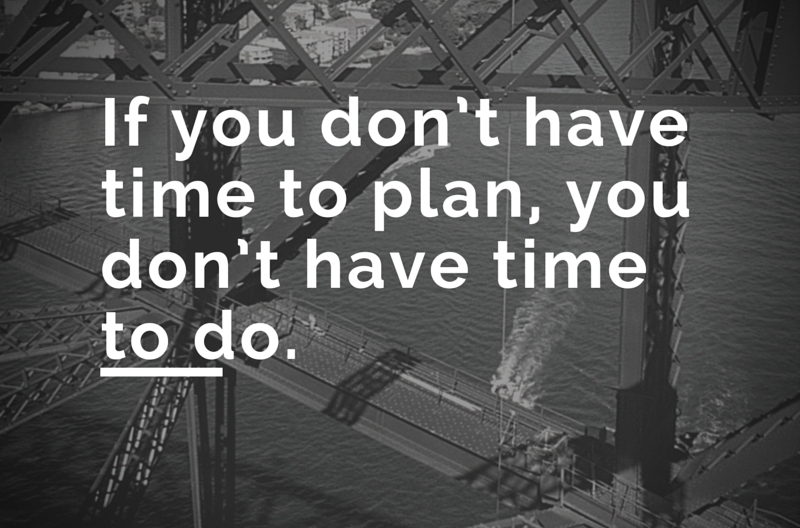 If you don’t have
time to plan, you
don’t have time
to do.